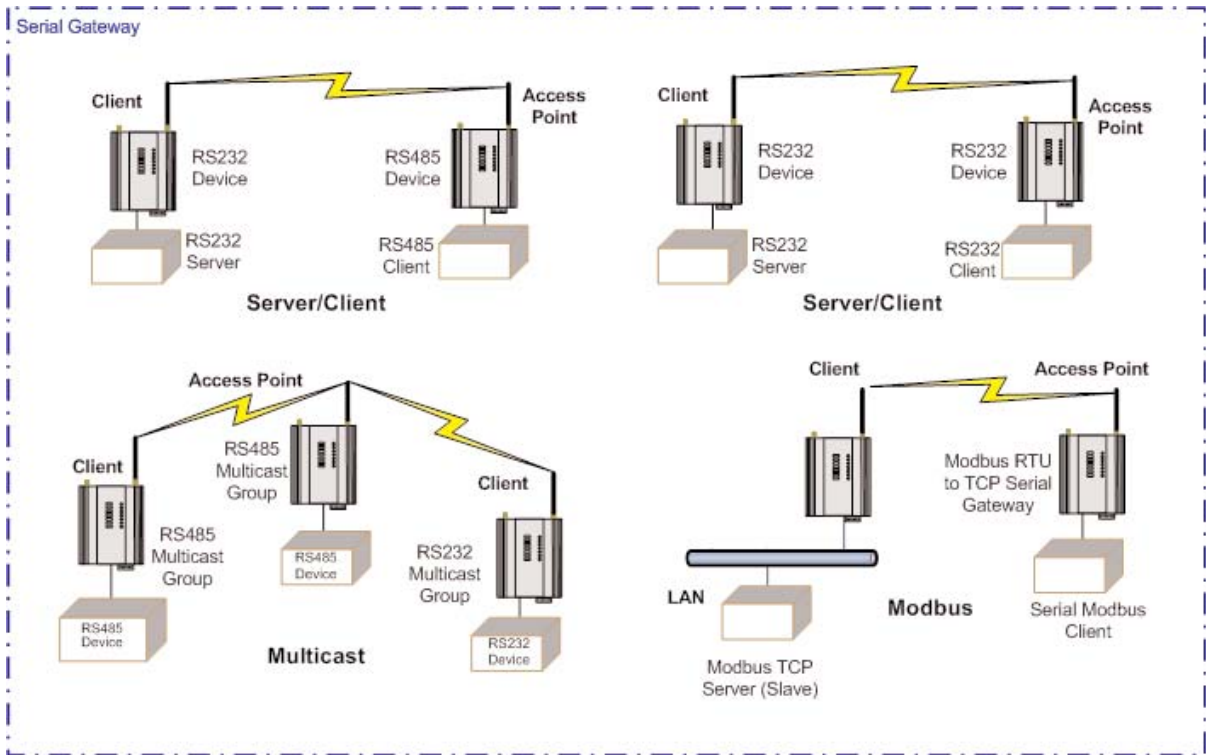 Serial Gateway
Client
Access
Point
RS232
Device
RS485
Device
RS232
Server
RS485
Client
Server/Client
Client
Access
Point
RS232
Device
RS232
Device
RS232
Server
RS232
Client
Server/Client
Access Point
Client
RS485
Multicast
Group
Client
RS485
Multicast
Group
RS485
Device
RS232
Multicast
Group
RS485
Device
RS232
Device
Multicast
Client
Access Point
Modbus RTU
to TCP Serial
Gateway
LAN
Modbus
Serial Modbus
Client
Modbus TCP
Server (Slave)